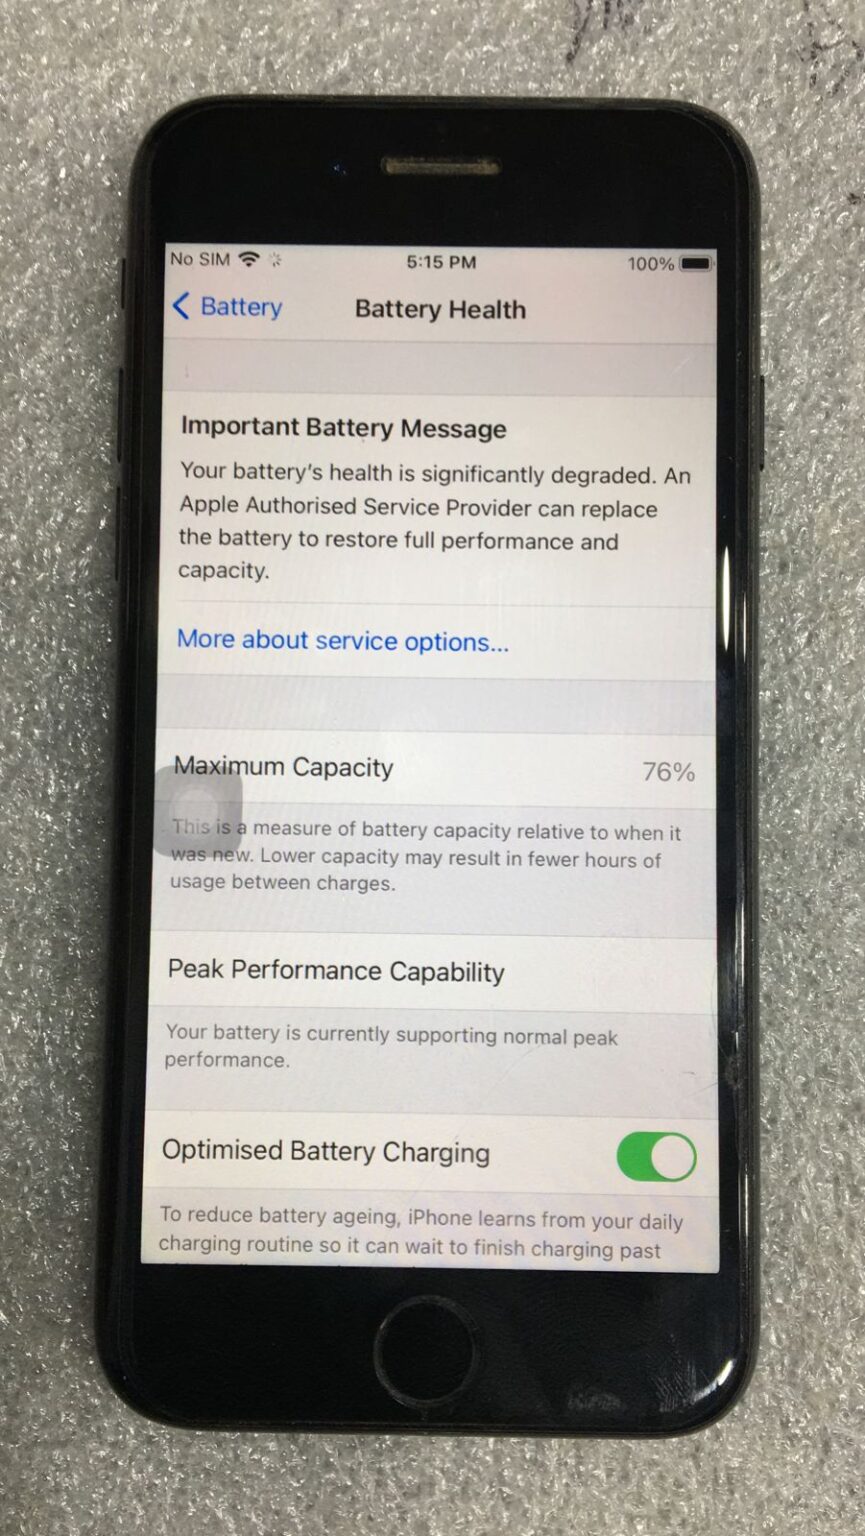 No SIM 5:15 PM 100%
Battery Battery Health
Important Battery Message
Your battery's health is significantly degraded. An
Apple Authorised Service Provider can replace
the battery to restore full performance and
capacity.
More about service options...
Maximum Capacity 76%
This is a measure of battery capacity relative to when it
was new. Lower capacity may result in fewer hours of
usage between charges.
Peak Performance Capability
Your battery is currently supporting normal peak
performance.
Optimised Battery Charging
To reduce battery ageing, iPhone learns from your daily
charging routine so it can wait to finish charging past